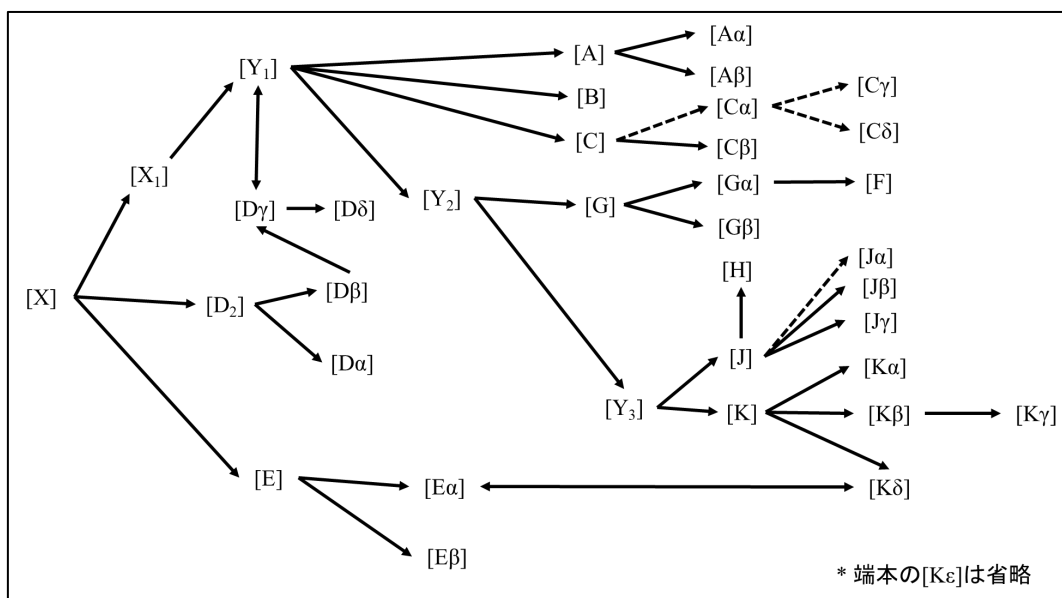 [Aα]
[Y₁]
[A]
[Aβ]
[Cγ]
[B]
[Cα]
[Cδ]
[C]
[Cβ]
[X₁]
[Gα]
[F]
[Dγ]
[Dδ]
[Y₂]
[G]
[Gβ]
[Jα]
[H]
[X]
[D₂]
[Dβ]
[Jβ]
[Jγ]
[Dα]
[J]
[Kα]
[Y₃]
[K]
[Kβ]
[Kγ]
[E]
[Eα]
[Kδ]
[Eβ]
* 端本の[Kε]は省略